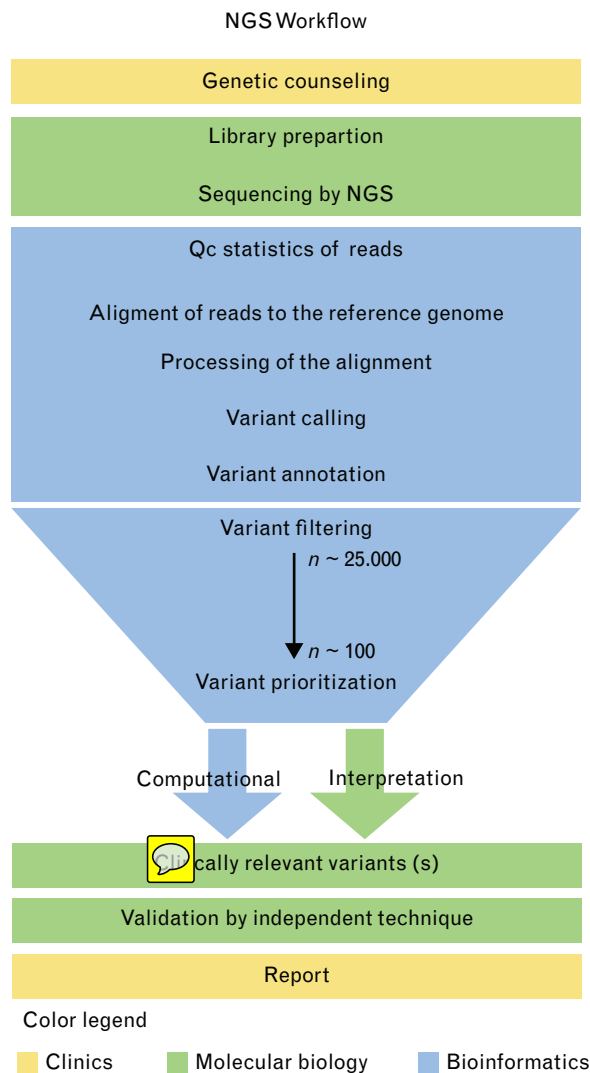 NGS Workflow
Genetic counseling
Library prepartion
Sequencing by NGS
Qc statistics of reads
Aligment of reads to the reference genome
Processing of the alignment
Variant calling
Variant annotation
Variant filtering
n ~ 25.000
n ~ 100
Variant prioritization
Computational
Interpretation
Clinically relevant variants (s)
Validation by independent technique
Report
Color legend
Clinics
Molecular biology
Bioinformatics